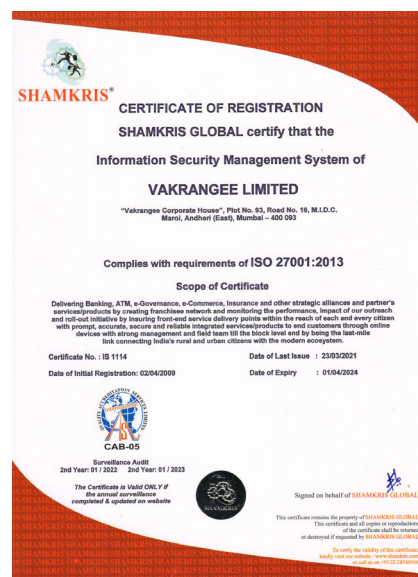 SHAMKRIS®
CERTIFICATE OF REGISTRATION
SHAMKRIS GLOBAL certify that the
Information Security Management System of
VAKRANGEE LIMITED
"Vakrangee Corporate House", Plot No. 93, Road No. 16, M.I.D.C.
Marol, Andheri (East), Mumbai – 400 093
Complies with requirements of ISO 27001:2013
Scope of Certificate
Delivering Banking, ATM, e-Governance, e-Commerce, Insurance and other strategic alliances and partner's
services/products by creating franchisee network and monitoring the performance, impact of our outreach
and roll-out initiative by insuring front-end service delivery points within the reach of each and every citizen
with prompt, accurate, secure and reliable integrated services/products to end customers through online
devices with strong management and field team till the block level end by being the last-mile
link connecting India's rural and urban citizens with the modern ecosystem.
Certificate No. : IS 1114
Date of Last Issue : 23/03/2021
Date of Initial Registration: 02/04/2009
Date of Expiry : 01/04/2024
CAB-05
Surveillance Audit
2nd Year: 01 / 2022 2nd Year: 01 / 2023
The Certificate is Valid ONLY if
the annual surveillance
completed & updated on website
SHAMKRIS
Signed on behalf of SHAMKRIS GLOBAL
This certificate remains the property of SHAMKRIS GLOBAL
This certificate and all copies or reproductions
of the certificate shall be returned
or destroyed if requested by SHAMKRIS GLOBAL
To verify the validity of this certificate
kindly visit our website : www.shamkris.com